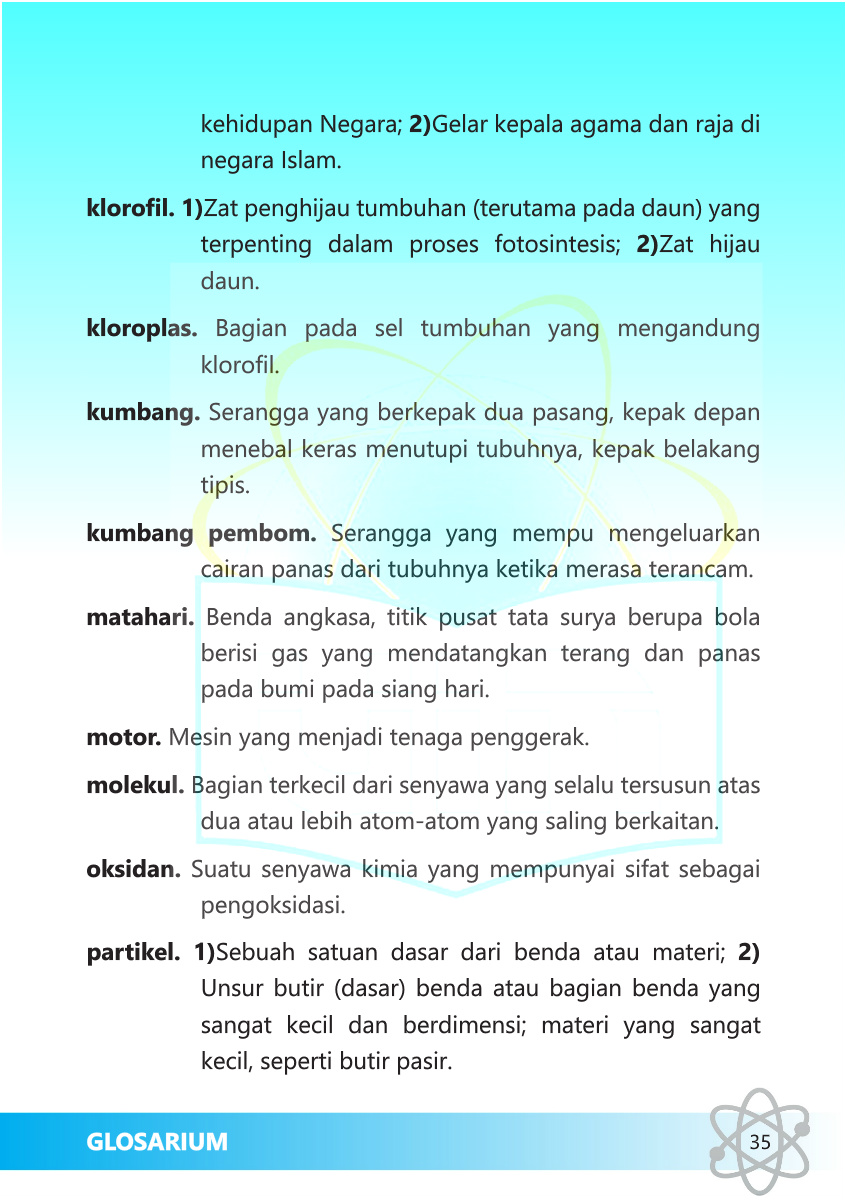 kehidupan Negara; 2)Gelar kepala agama dan raja di
negara Islam.
klorofil. 1)Zat penghijau tumbuhan (terutama pada daun) yang
terpenting dalam proses fotosintesis; 2)Zat hijau
daun.
kloroplas. Bagian pada sel tumbuhan yang mengandung
klorofil.
kumbang. Serangga yang berkepak dua pasang, kepak depan
menebal keras menutupi tubuhnya, kepak belakang
tipis.
kumbang pembom. Serangga yang mempu mengeluarkan
cairan panas dari tubuhnya ketika merasa terancam.
matahari. Benda angkasa, titik pusat tata surya berupa bola
berisi gas yang mendatangkan terang dan panas
pada bumi pada siang hari.
motor. Mesin yang menjadi tenaga penggerak.
molekul. Bagian terkecil dari senyawa yang selalu tersusun atas
dua atau lebih atom-atom yang saling berkaitan.
oksidan. Suatu senyawa kimia yang mempunyai sifat sebagai
pengoksidasi.
partikel. 1)Sebuah satuan dasar dari benda atau materi; 2)
Unsur butir (dasar) benda atau bagian benda yang
sangat kecil dan berdimensi; materi yang sangat
kecil, seperti butir pasir.
GLOSARIUM
35